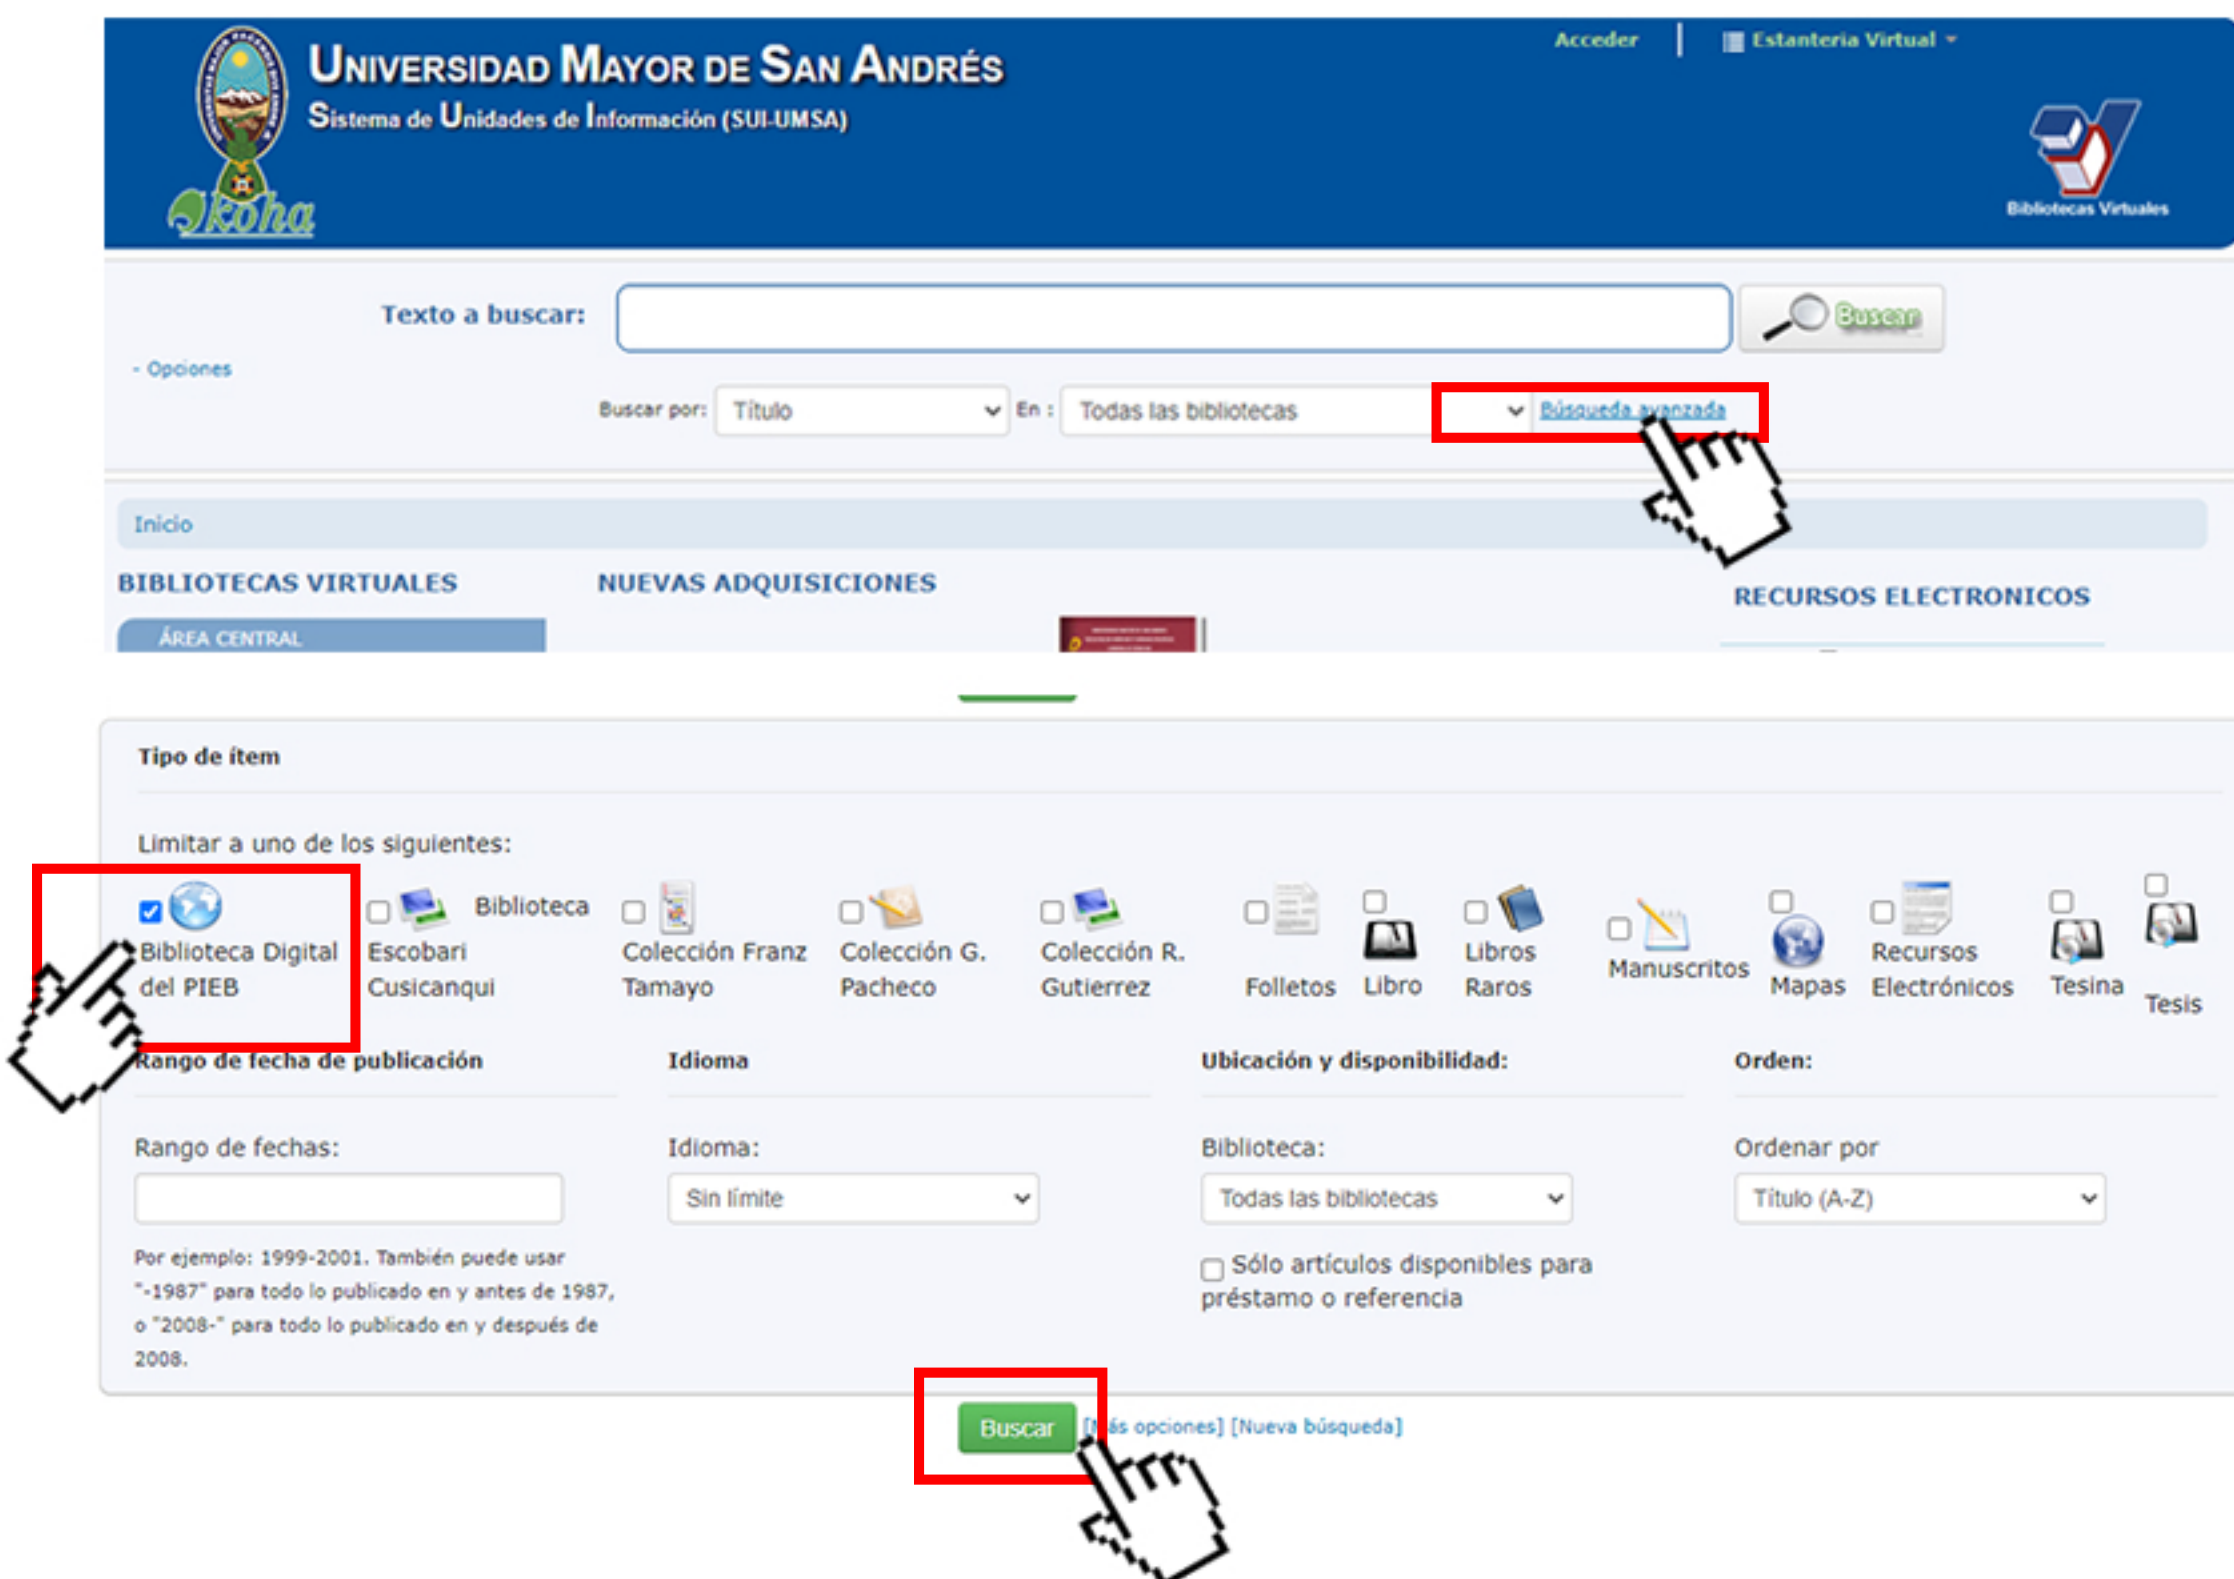 UNIVERSIDAD MAYOR DE SAN ANDRÉS
Sistema de Unidades de Información (SUI-UMSA)
koha
Acceder
Estanteria Virtual
Bibliotecas Virtuales
Texto a buscar:
Buscar
- Opciones
Buscar por: Título En : Todas las bibliotecas Búsqueda avanzada
Inicio
BIBLIOTECAS VIRTUALES
ÁREA CENTRAL
NUEVAS ADQUISICIONES
RECURSOS ELECTRONICOS
Tipo de ítem
Limitar a uno de los siguientes:
Biblioteca Digital
del PIEB
Biblioteca
Escobari
Cusicanqui
Colección Franz
Tamayo
Colección G.
Pacheco
Colección R.
Gutierrez
Folletos
Libro
Libros
Raros
Manuscritos
Mapas
Recursos
Electrónicos
Tesina
Tesis
Rango de fecha de publicación
Rango de fechas:
Por ejemplo: 1999-2001. También puede usar
"-1987" para todo lo publicado en y antes de 1987,
o "2008-" para todo lo publicado en y después de
2008.
Idioma
Idioma:
Sin límite
Ubicación y disponibilidad:
Biblioteca:
Todas las bibliotecas
Sólo artículos disponibles para
préstamo o referencia
Orden:
Ordenar por
Título (A-Z)
Buscar [Más opciones] [Nueva búsqueda]